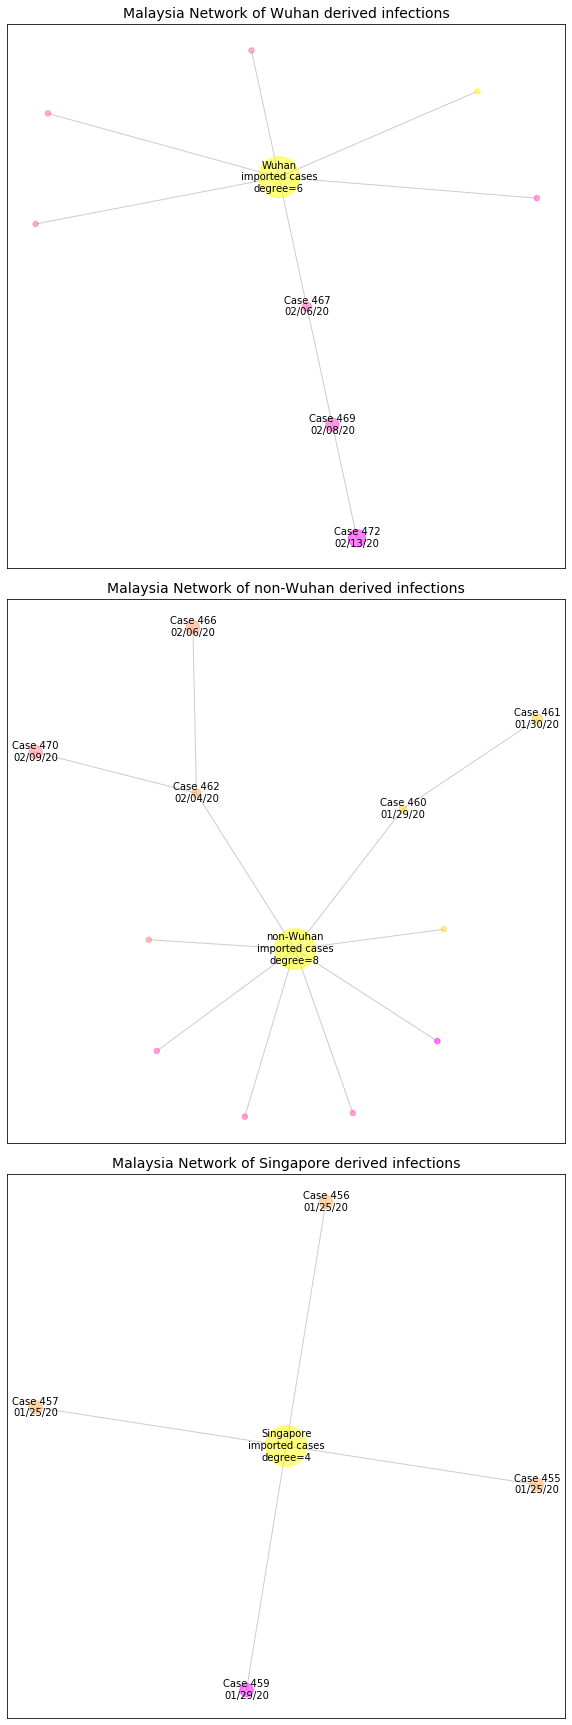 Malaysia Network of Wuhan derived infections
Wuhan
imported cases
degree=6
Case 467
02/06/20
Case 469
02/08/20
Case 472
02/13/20
Malaysia Network of non-Wuhan derived infections
Case 466
02/06/20
Case 461
01/30/20
Case 470
02/09/20
Case 462
02/04/20
Case 460
01/29/20
non-Wuhan
imported cases
degree=8
Malaysia Network of Singapore derived infections
Case 456
01/25/20
Case 457
01/25/20
Singapore
imported cases
degree=4
Case 455
01/25/20
Case 459
01/29/20